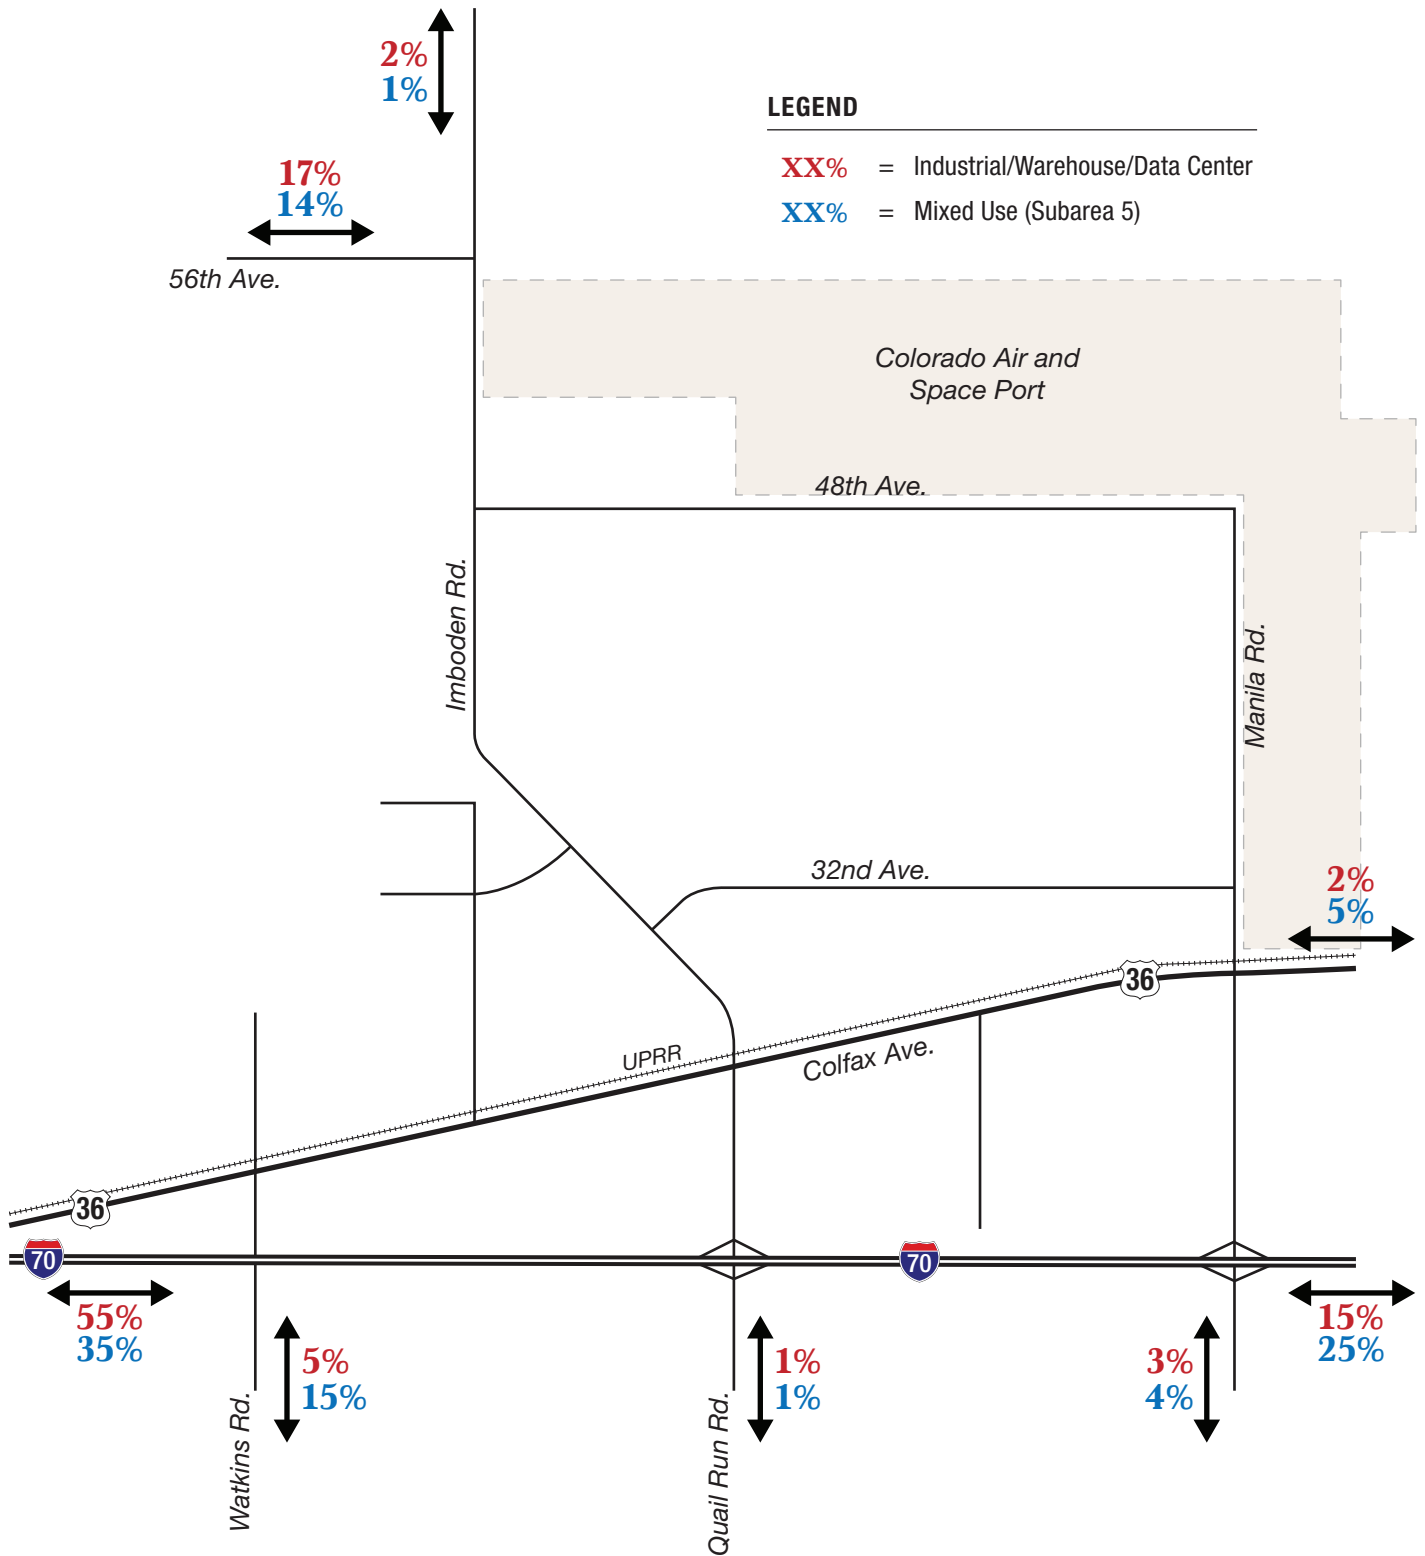 2%
1%
LEGEND
XX% = Industrial/Warehouse/Data Center
XX% = Mixed Use (Subarea 5)
17%
14%
56th Ave.
Colorado Air and
Space Port
48th Ave.
Imboden Rd.
Manila Rd.
32nd Ave.
2%
5%
36
UPRR
Colfax Ave.
36
70
70
55%
35%
15%
25%
5%
15%
1%
1%
3%
4%
Watkins Rd.
Quail Run Rd.